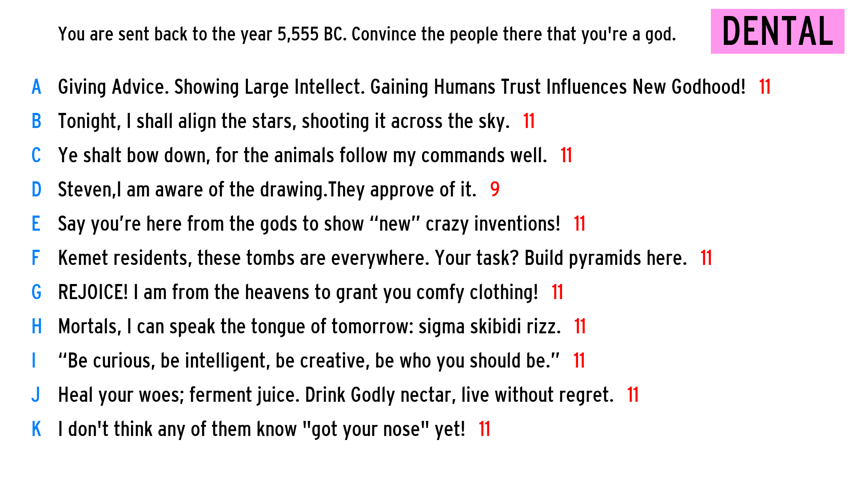 You are sent back to the year 5,555 BC. Convince the people there that you're a god.
DENTAL
A Giving Advice. Showing Large Intellect. Gaining Humans Trust Influences New Godhood! 11
B Tonight, I shall align the stars, shooting it across the sky. 11
C Ye shalt bow down, for the animals follow my commands well. 11
D Steven,I am aware of the drawing.They approve of it. 9
E Say you’re here from the gods to show “new” crazy inventions! 11
F Kemet residents, these tombs are everywhere. Your task? Build pyramids here. 11
G REJOICE! I am from the heavens to grant you comfy clothing! 11
H Mortals, I can speak the tongue of tomorrow: sigma skibidi rizz. 11
I “Be curious, be intelligent, be creative, be who you should be.” 11
J Heal your woes; ferment juice. Drink Godly nectar, live without regret. 11
K I don't think any of them know "got your nose" yet! 11